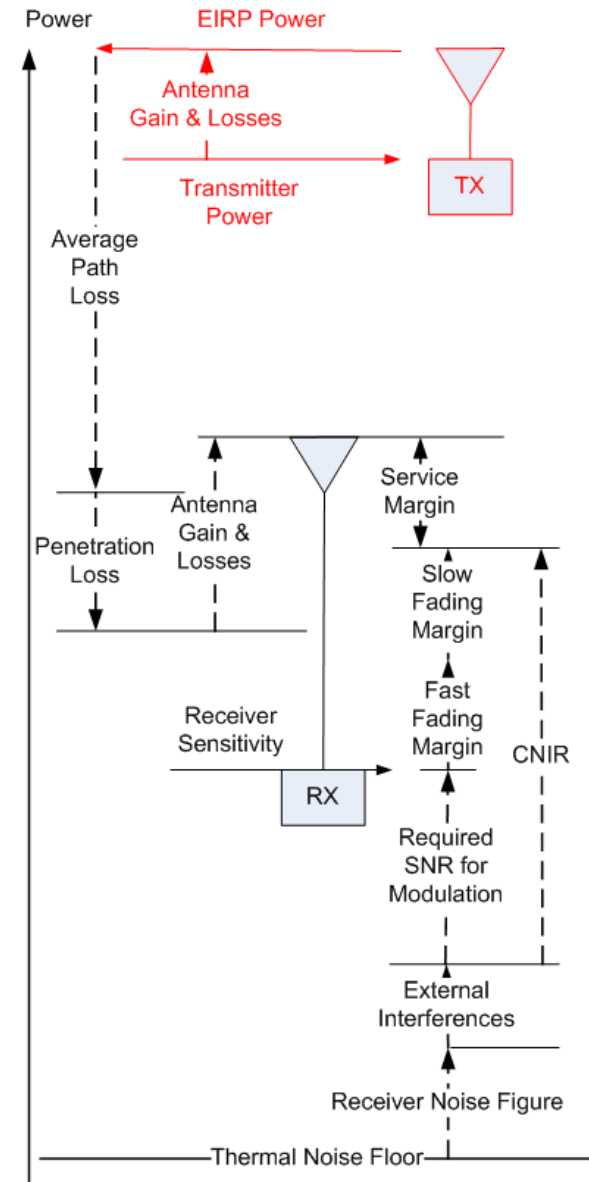 Power
EIRP Power
Antenna
Gain & Losses
Transmitter
Power
TX
Average
Path
Loss
Service
Margin
Antenna
Gain &
Losses
Penetration
Loss
Slow
Fading
Margin
Fast
Fading
Margin
Receiver
Sensitivity
CNIR
RX
Required
SNR for
Modulation
External
Interferences
Receiver Noise Figure
Thermal Noise Floor